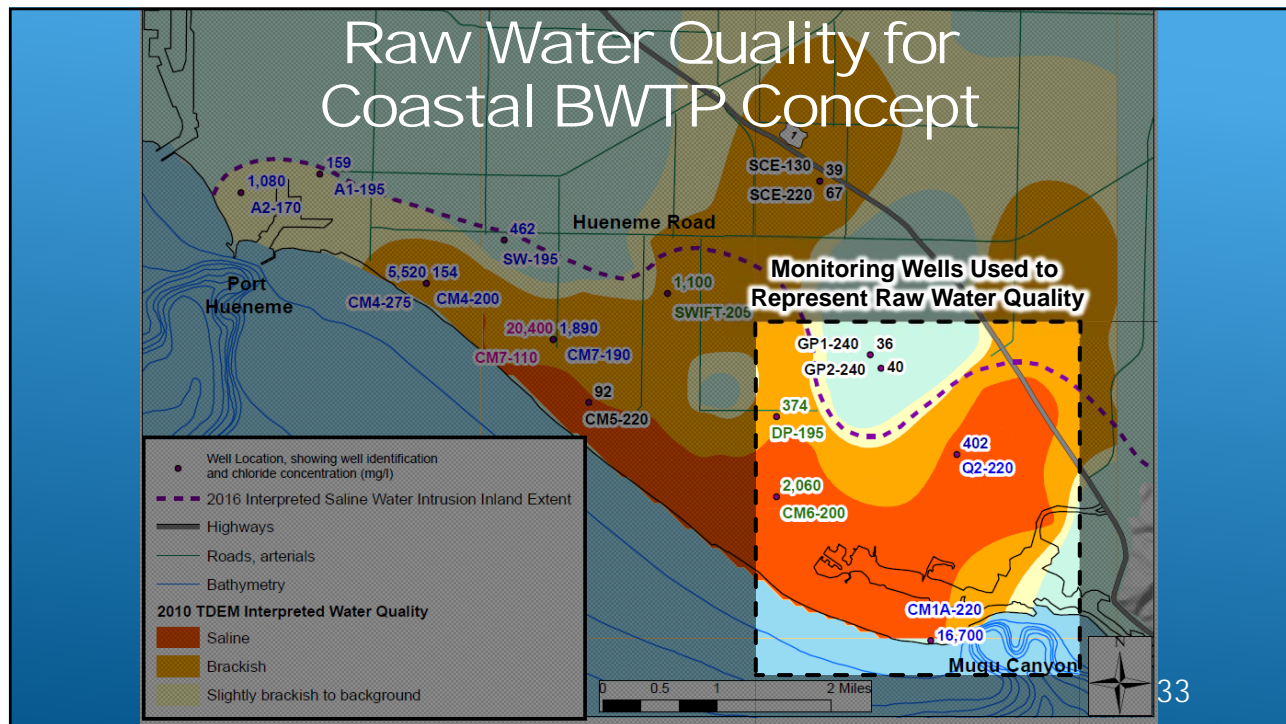 Raw Water Quality for
Coastal BWTP Concept
1
159
1,080
A1-195
A2-170
SCE-130 39
SCE-220 67
462
SW-195
Hueneme Road
Port
Hueneme
5,520 154
CM4-275 CM4-200
1,100
SWIFT-205
20,400 1,890
CM7-110 CM7-190
92
CM5-220
Monitoring Wells Used to
Represent Raw Water Quality
GP1-240 36
GP2-240 40
374
DP-195
402
Q2-220
2,060
CM6-200
CM1A-220
16,700
Mugu Canyon
Well Location, showing well identification
and chloride concentration (mg/l)
2016 Interpreted Saline Water Intrusion Inland Extent
Highways
Roads, arterials
Bathymetry
2010 TDEM Interpreted Water Quality
Saline
Brackish
Slightly brackish to background
0 0.5 1 2 Miles
N
33